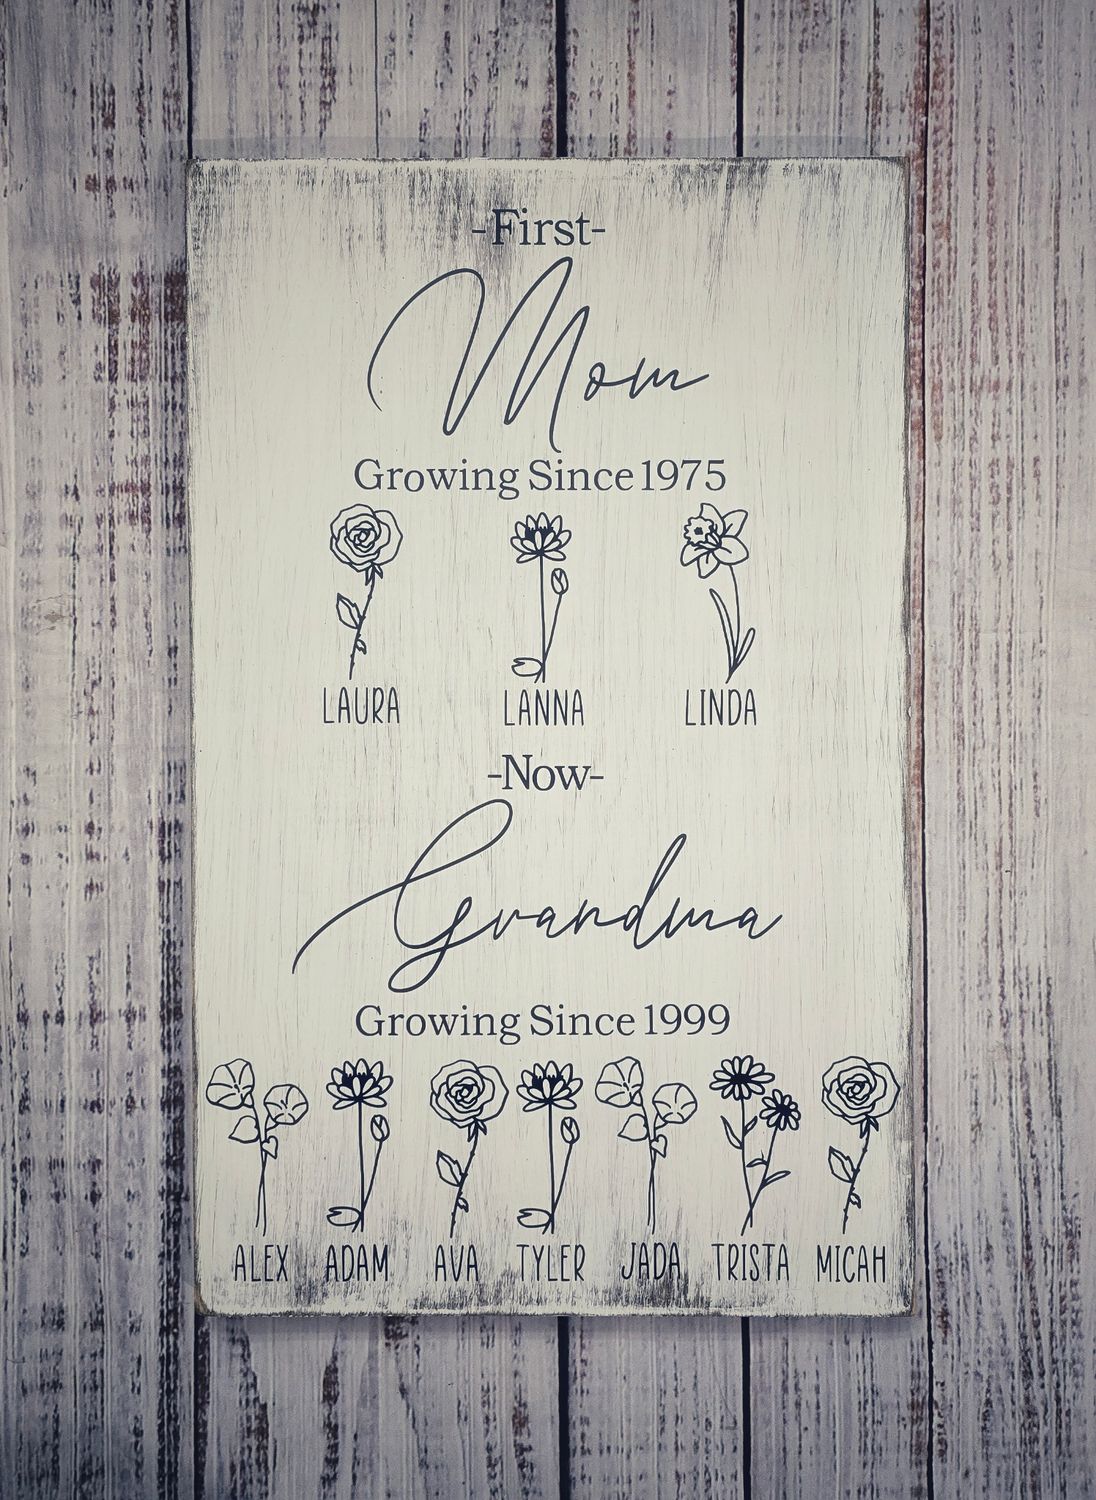 -First-
Mom
Growing Since 1975
LAURA LANNA LINDA
-Now-
Grandma
Growing Since 1999
ALEX ADAM AVA TYLER JADA TRISTA MICAH